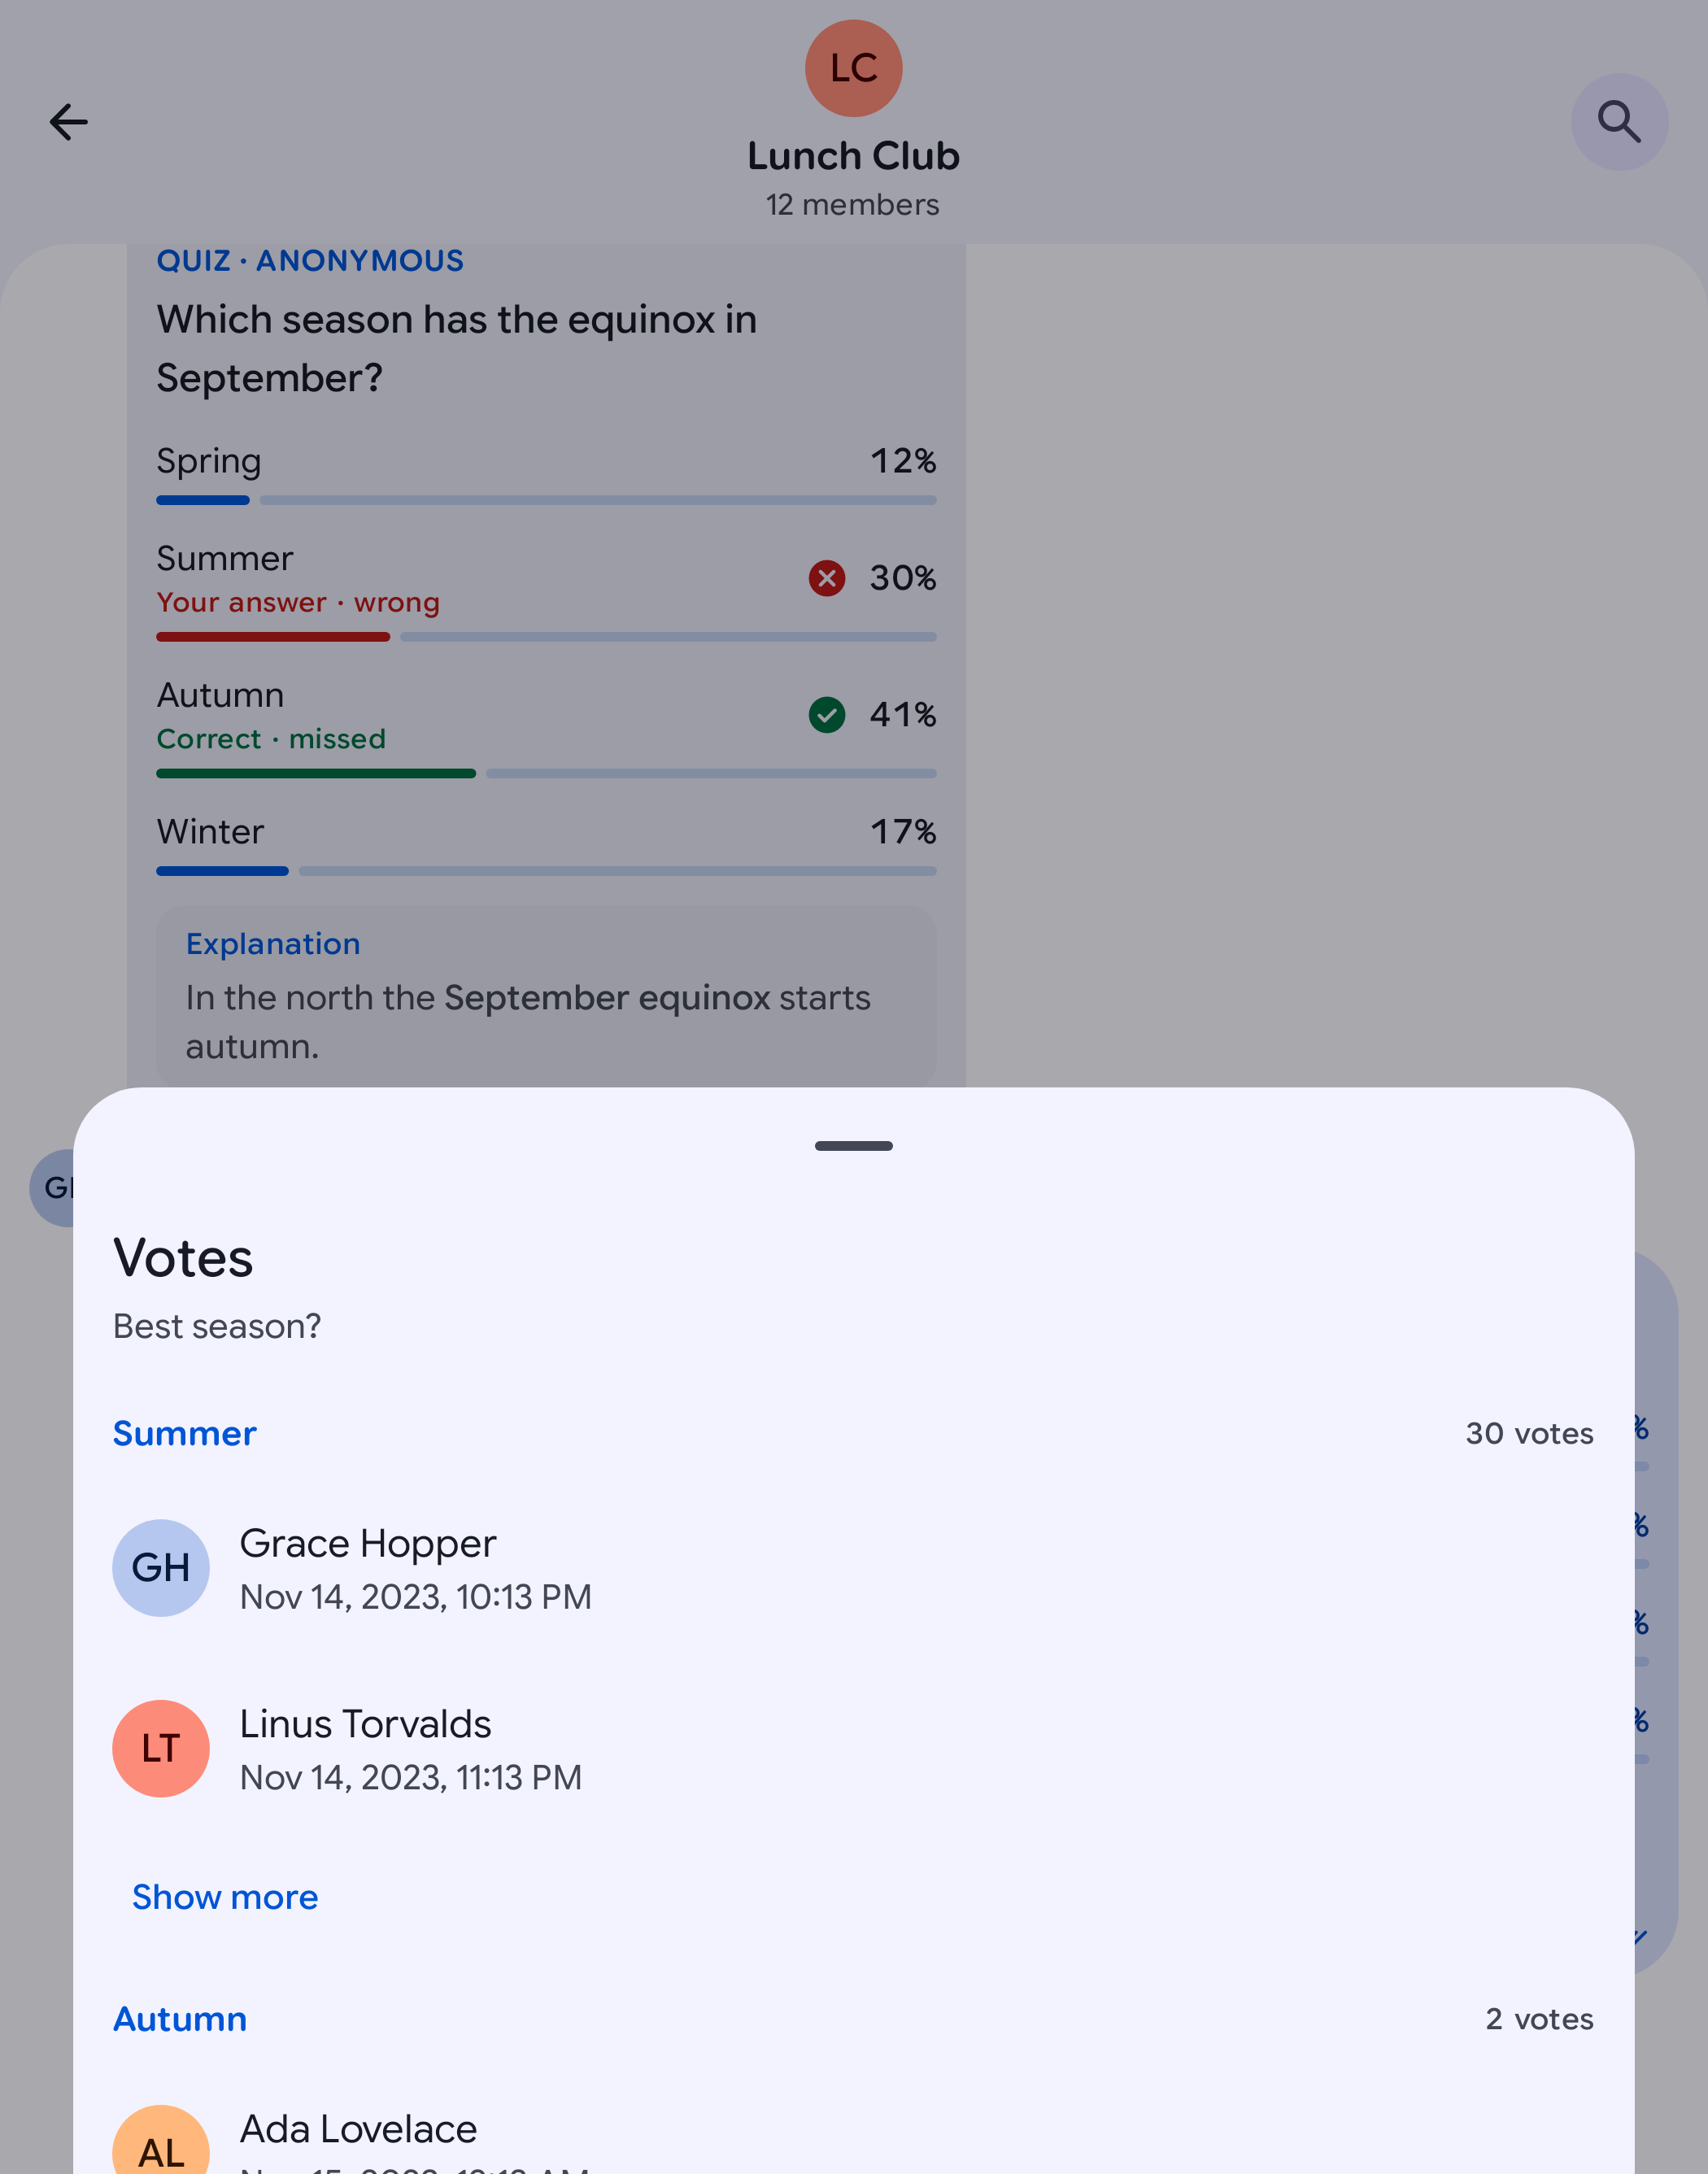 LC
Lunch Club
12 members
QUIZ · ANONYMOUS
Which season has the equinox in
September?
Spring 12%
Summer
Your answer · wrong
30%
Autumn
Correct · missed
41%
Winter 17%
Explanation
In the north the September equinox starts
autumn.
Votes
Best season?
Summer 30 votes
%
GH
Grace Hopper
Nov 14, 2023, 10:13 PM
%
%
LT
Linus Torvalds
Nov 14, 2023, 11:13 PM
%
Show more
Autumn 2 votes
AL
Ada Lovelace